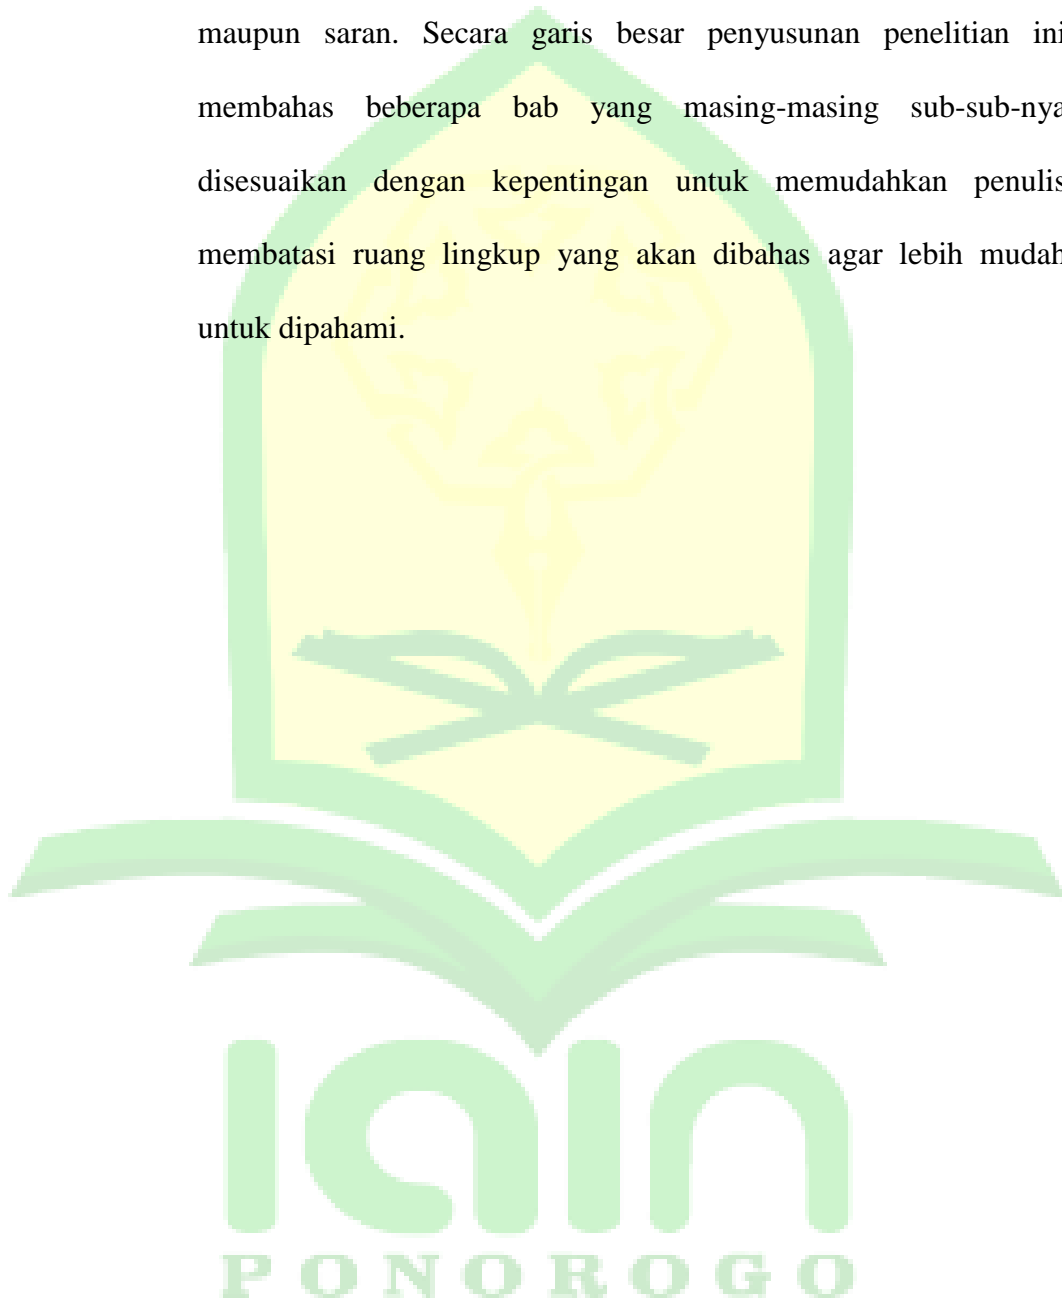 maupun saran. Secara garis besar penyusunan penelitian ini
membahas beberapa bab yang masing-masing sub-sub-nya
disesuaikan dengan kepentingan untuk memudahkan penulis
membatasi ruang lingkup yang akan dibahas agar lebih mudah
untuk dipahami.
IAIN
PONOROGO